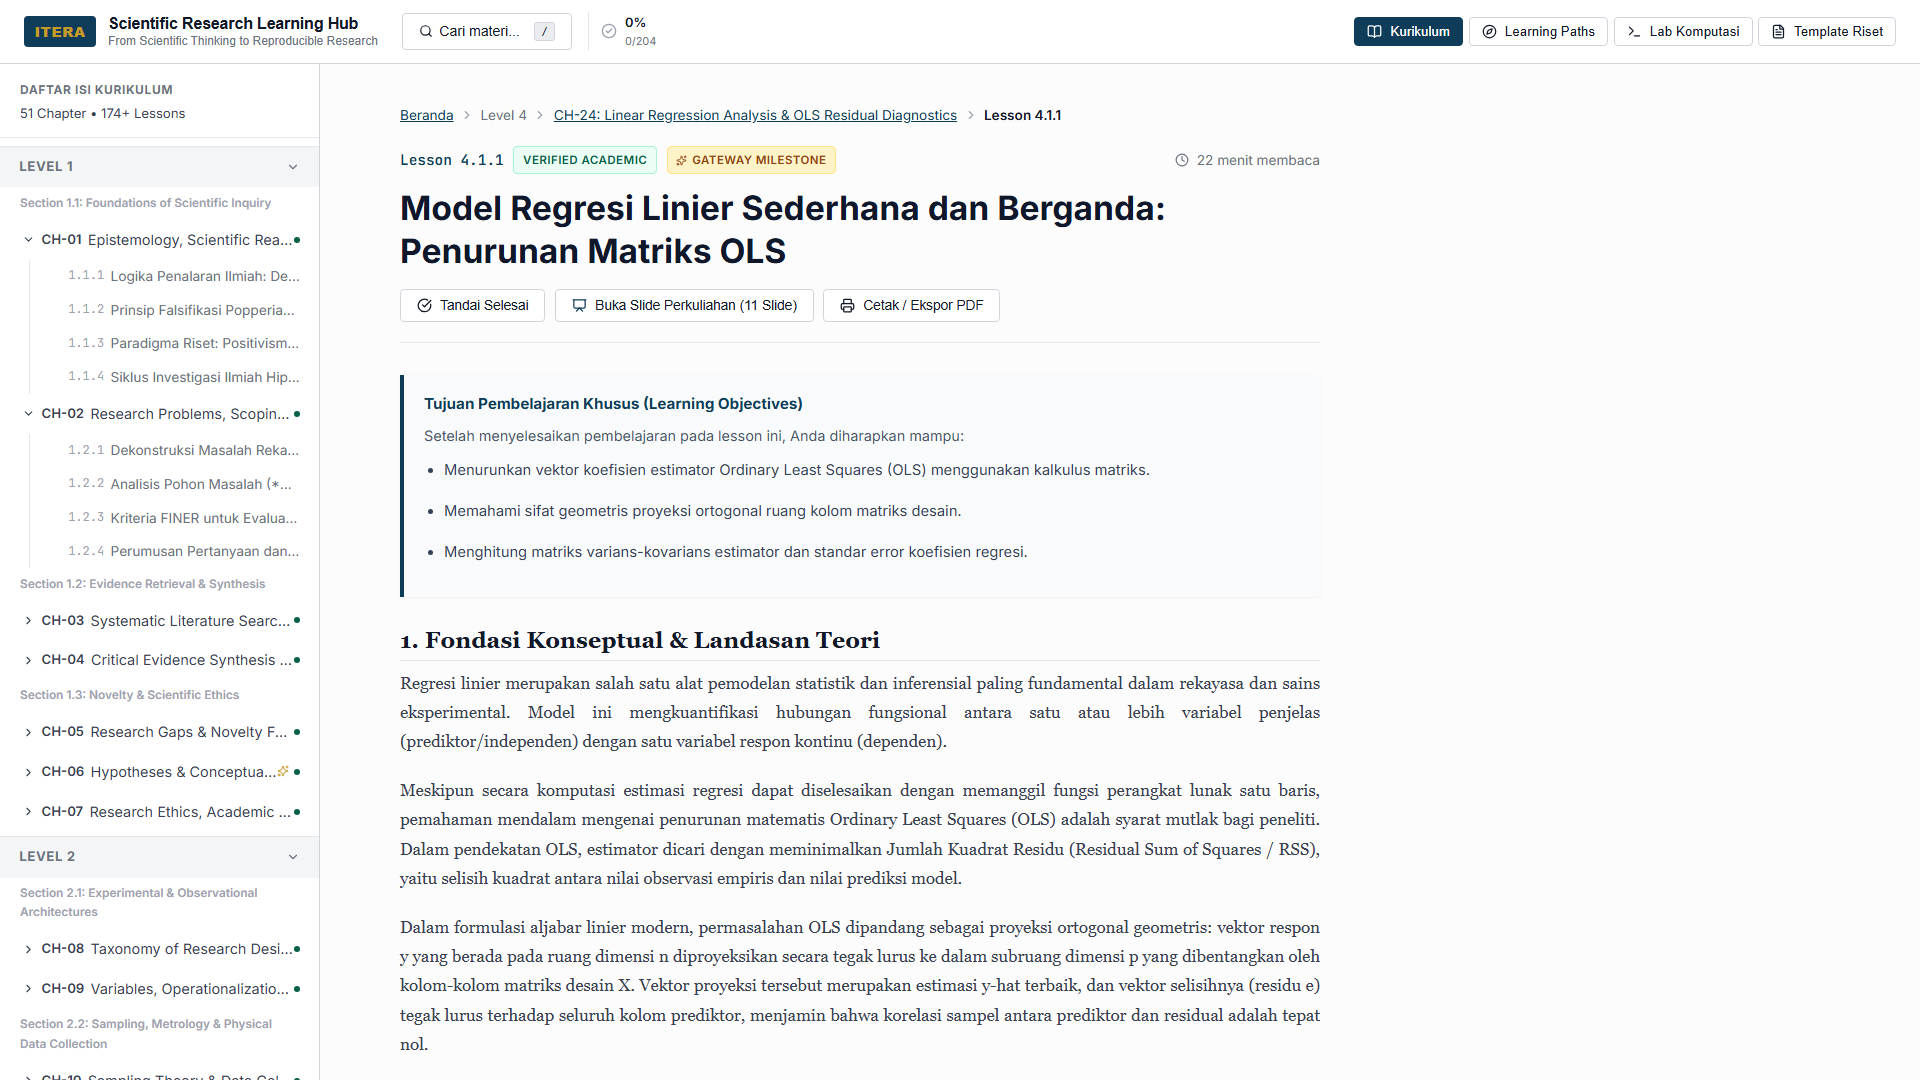 ITERA
Scientific Research Learning Hub
From Scientific Thinking to Reproducible Research
Cari materi... /
0%
0/204
Kurikulum
Learning Paths
Lab Komputasi
Template Riset
DAFTAR ISI KURIKULUM
51 Chapter • 174+ Lessons
LEVEL 1
Section 1.1: Foundations of Scientific Inquiry
CH-01 Epistemology, Scientific Rea...
1.1.1 Logika Penalaran Ilmiah: De...
1.1.2 Prinsip Falsifikasi Popperia...
1.1.3 Paradigma Riset: Positivism...
1.1.4 Siklus Investigasi Ilmiah Hip...
CH-02 Research Problems, Scopin...
1.2.1 Dekonstruksi Masalah Reka...
1.2.2 Analisis Pohon Masalah (*...
1.2.3 Kriteria FINER untuk Evalua...
1.2.4 Perumusan Pertanyaan dan...
Section 1.2: Evidence Retrieval & Synthesis
CH-03 Systematic Literature Searc...
CH-04 Critical Evidence Synthesis ...
Section 1.3: Novelty & Scientific Ethics
CH-05 Research Gaps & Novelty F...
CH-06 Hypotheses & Conceptua...
CH-07 Research Ethics, Academic ...
LEVEL 2
Section 2.1: Experimental & Observational
Architectures
CH-08 Taxonomy of Research Desi...
CH-09 Variables, Operationalizatio...
Section 2.2: Sampling, Metrology & Physical
Data Collection
CH-10 Sampling Theory & Data Col...
Beranda > Level 4 > CH-24: Linear Regression Analysis & OLS Residual Diagnostics > Lesson 4.1.1
Lesson 4.1.1 VERIFIED ACADEMIC GATEWAY MILESTONE
22 menit membaca
Model Regresi Linier Sederhana dan Berganda:
Penurunan Matriks OLS
Tandai Selesai
Buka Slide Perkuliahan (11 Slide)
Cetak / Ekspor PDF
Tujuan Pembelajaran Khusus (Learning Objectives)
Setelah menyelesaikan pembelajaran pada lesson ini, Anda diharapkan mampu:
• Menurunkan vektor koefisien estimator Ordinary Least Squares (OLS) menggunakan kalkulus matriks.
• Memahami sifat geometris proyeksi ortogonal ruang kolom matriks desain.
• Menghitung matriks varians-kovarians estimator dan standar error koefisien regresi.
1. Fondasi Konseptual & Landasan Teori
Regresi linier merupakan salah satu alat pemodelan statistik dan inferensial paling fundamental dalam rekayasa dan sains
eksperimental. Model ini mengkuantifikasi hubungan fungsional antara satu atau lebih variabel penjelas
(prediktor/independen) dengan satu variabel respon kontinu (dependen).
Meskipun secara komputasi estimasi regresi dapat diselesaikan dengan memanggil fungsi perangkat lunak satu baris,
pemahaman mendalam mengenai penurunan matematis Ordinary Least Squares (OLS) adalah syarat mutlak bagi peneliti.
Dalam pendekatan OLS, estimator dicari dengan meminimalkan Jumlah Kuadrat Residu (Residual Sum of Squares / RSS),
yaitu selisih kuadrat antara nilai observasi empiris dan nilai prediksi model.
Dalam formulasi aljabar linier modern, permasalahan OLS dipandang sebagai proyeksi ortogonal geometris: vektor respon
y yang berada pada ruang dimensi n diproyeksikan secara tegak lurus ke dalam subruang dimensi p yang dibentangkan oleh
kolom-kolom matriks desain X. Vektor proyeksi tersebut merupakan estimasi y-hat terbaik, dan vektor selisihnya (residu e)
tegak lurus terhadap seluruh kolom prediktor, menjamin bahwa korelasi sampel antara prediktor dan residual adalah tepat
nol.